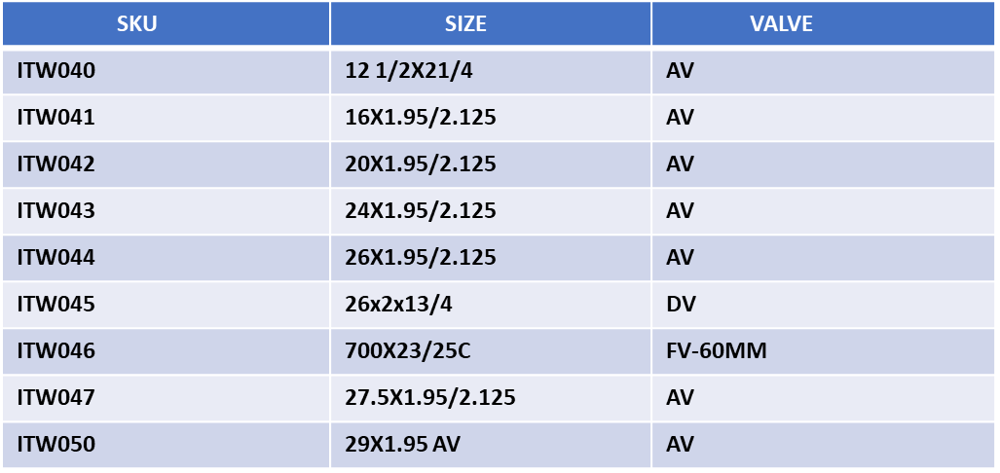 SKU SIZE VALVE
ITW040 12 1/2X21/4 AV
ITW041 16X1.95/2.125 AV
ITW042 20X1.95/2.125 AV
ITW043 24X1.95/2.125 AV
ITW044 26X1.95/2.125 AV
ITW045 26x2x13/4 DV
ITW046 700X23/25C FV-60MM
ITW047 27.5X1.95/2.125 AV
ITW050 29X1.95 AV AV